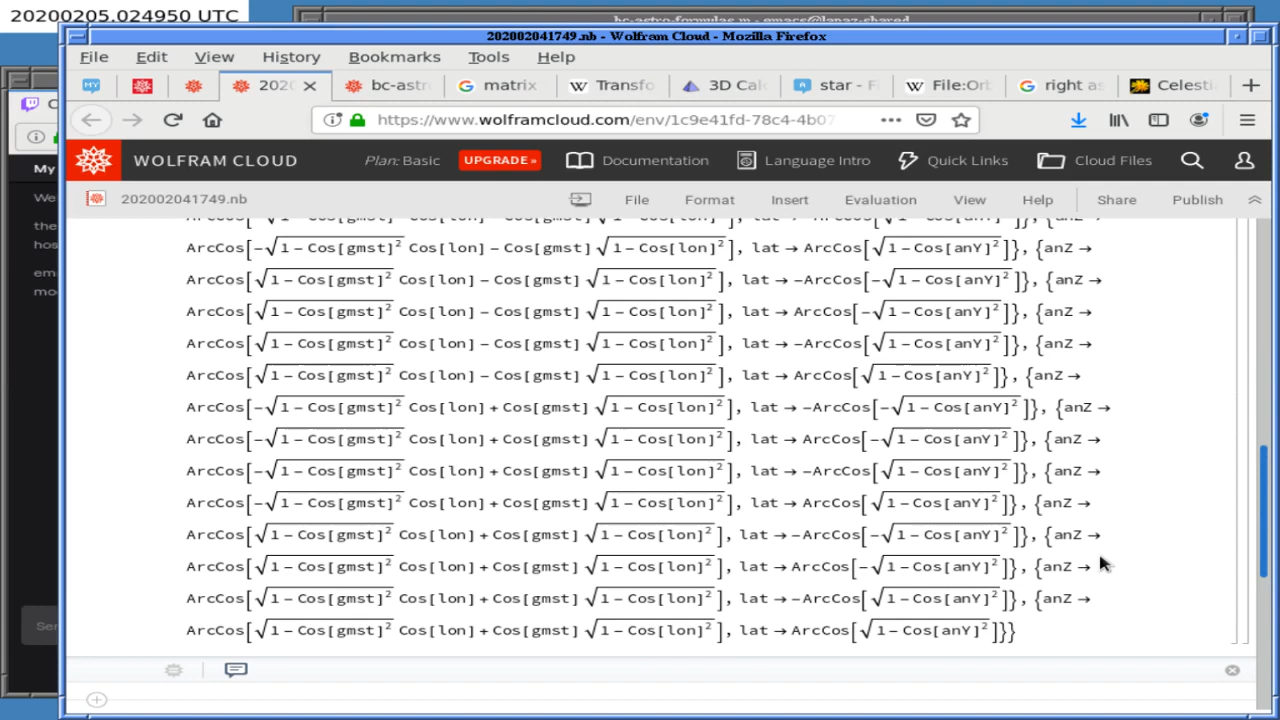 20200205.024950 UTC
bc-astro-formulas.m - emacs@lapaz-shared
202002041749.nb - Wolfram Cloud - Mozilla Firefox
File Edit View History Bookmarks Tools Help
MY 202 bc-astr matrix Transfo 3D Calc star - F File:Orb right as Celesti
https://www.wolframcloud.com/env/1c9e41fd-78c4-4b07
WOLFRAM CLOUD Plan: Basic UPGRADE » Documentation Language Intro Quick Links Cloud Files
My
202002041749.nb File Format Insert Evaluation View Help Share Publish
We
the
hos
em
mo
Ser
ArcCos[-√1-Cos[gmst]² Cos[lon]-Cos[gmst] √1-Cos[lon]²], lat → ArcCos[√1-Cos[anY]²]}, {anZ →
ArcCos[√1-Cos[gmst]² Cos[lon]-Cos[gmst] √1-Cos[lon]²], lat → -ArcCos[-√1-Cos[anY]²]}, {anZ →
ArcCos[√1-Cos[gmst]² Cos[lon]-Cos[gmst] √1-Cos[lon]²], lat → ArcCos[-√1-Cos[anY]²]}, {anZ →
ArcCos[√1-Cos[gmst]² Cos[lon]-Cos[gmst] √1-Cos[lon]²], lat → -ArcCos[√1-Cos[anY]²]}, {anZ →
ArcCos[√1-Cos[gmst]² Cos[lon]-Cos[gmst] √1-Cos[lon]²], lat → ArcCos[√1-Cos[anY]²]}, {anZ →
ArcCos[-√1-Cos[gmst]² Cos[lon]+Cos[gmst] √1-Cos[lon]²], lat → -ArcCos[-√1-Cos[anY]²]}, {anZ →
ArcCos[-√1-Cos[gmst]² Cos[lon]+Cos[gmst] √1-Cos[lon]²], lat → ArcCos[-√1-Cos[anY]²]}, {anZ →
ArcCos[-√1-Cos[gmst]² Cos[lon]+Cos[gmst] √1-Cos[lon]²], lat → -ArcCos[√1-Cos[anY]²]}, {anZ →
ArcCos[-√1-Cos[gmst]² Cos[lon]+Cos[gmst] √1-Cos[lon]²], lat → ArcCos[√1-Cos[anY]²]}, {anZ →
ArcCos[√1-Cos[gmst]² Cos[lon]+Cos[gmst] √1-Cos[lon]²], lat → -ArcCos[-√1-Cos[anY]²]}, {anZ →
ArcCos[√1-Cos[gmst]² Cos[lon]+Cos[gmst] √1-Cos[lon]²], lat → ArcCos[-√1-Cos[anY]²]}, {anZ →
ArcCos[√1-Cos[gmst]² Cos[lon]+Cos[gmst] √1-Cos[lon]²], lat → -ArcCos[√1-Cos[anY]²]}, {anZ →
ArcCos[√1-Cos[gmst]² Cos[lon]+Cos[gmst] √1-Cos[lon]²], lat → ArcCos[√1-Cos[anY]²]}}